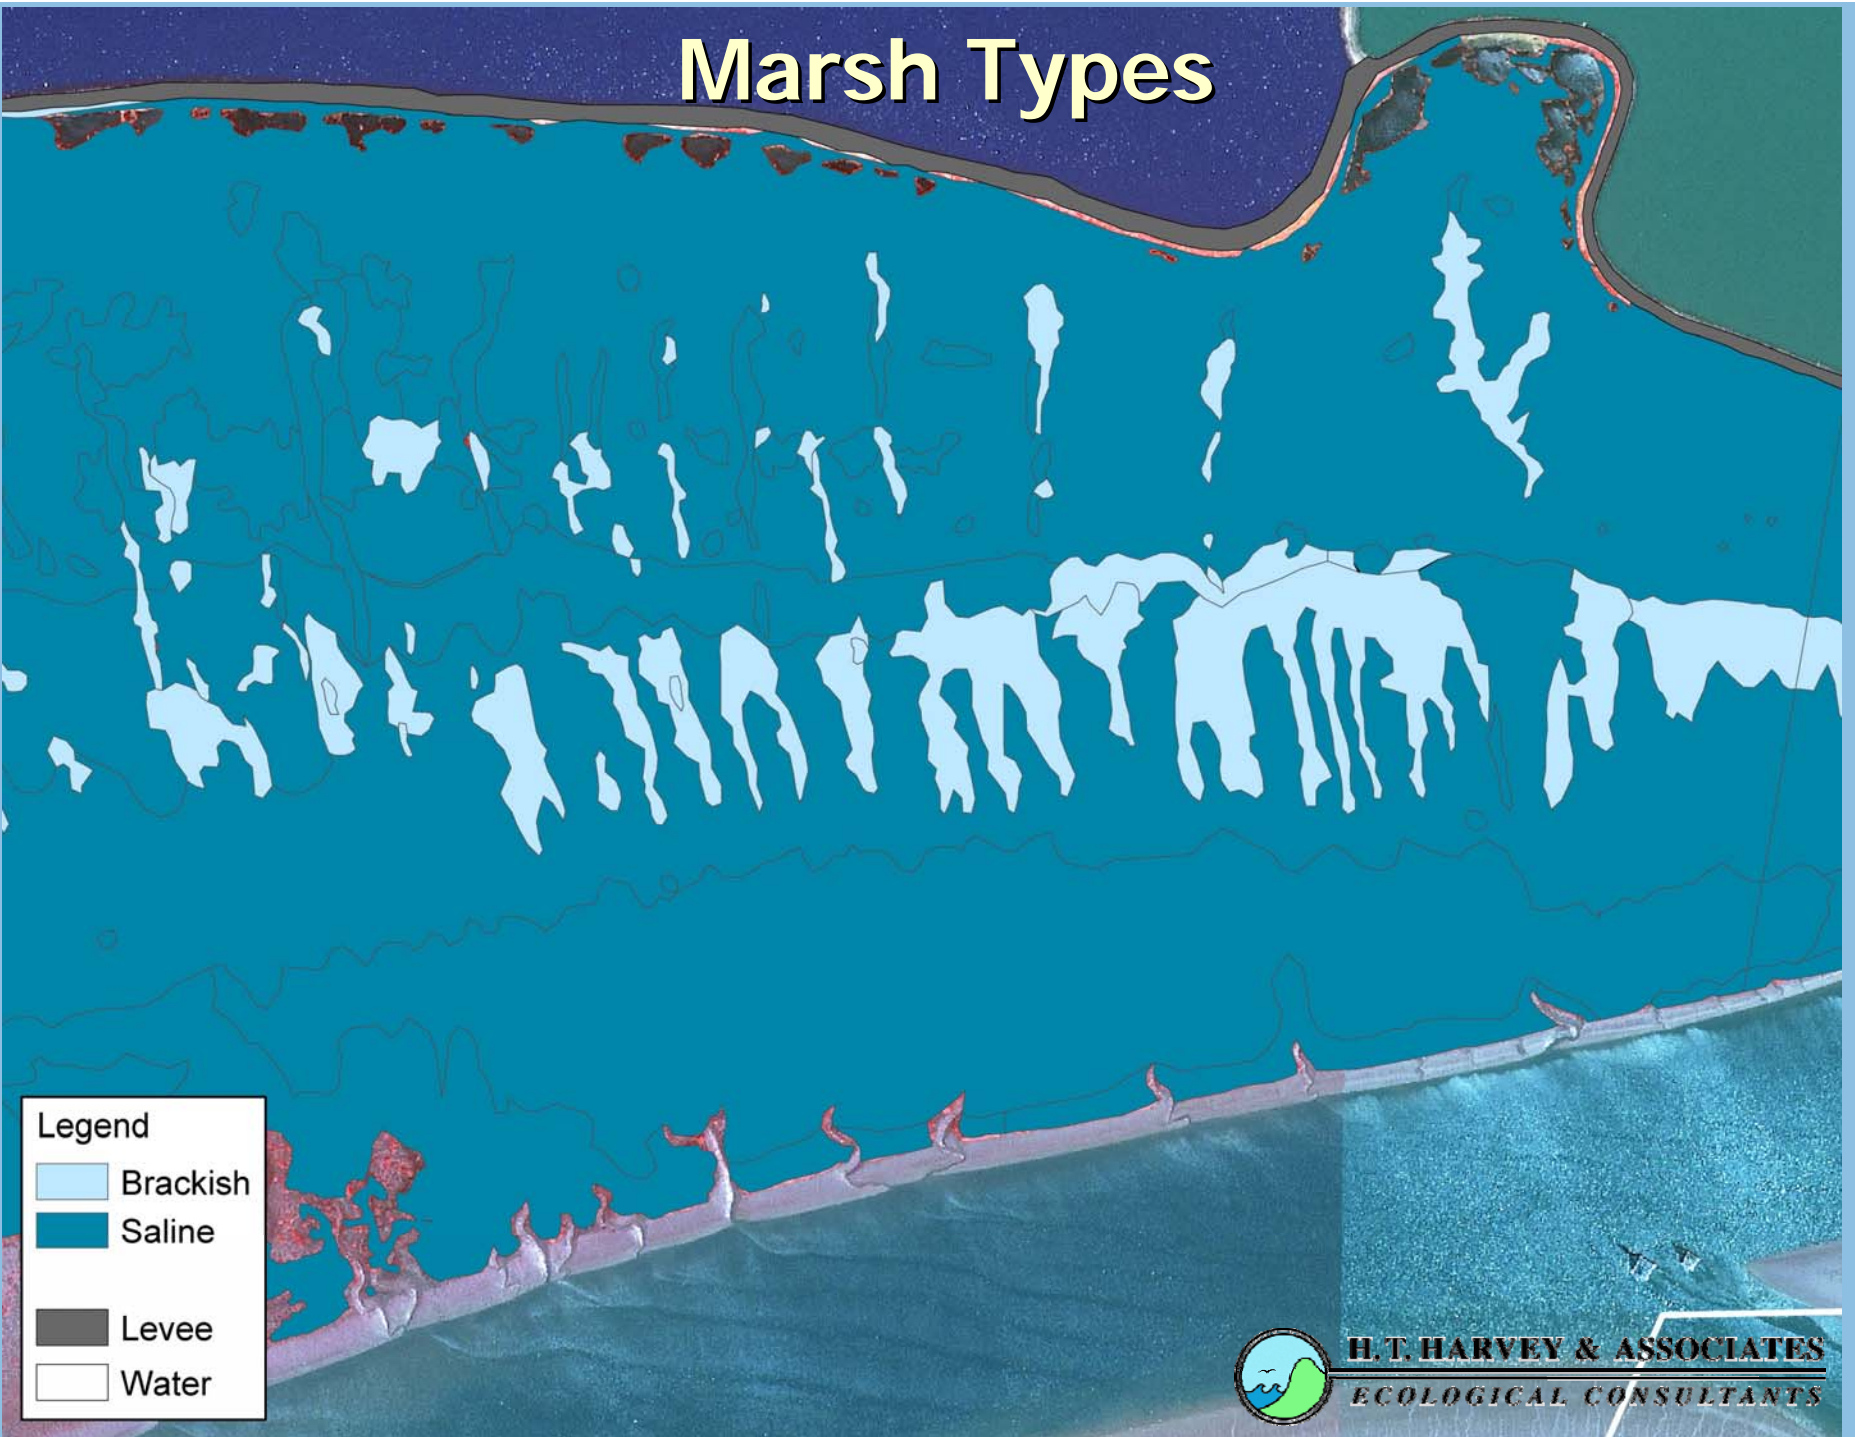 Marsh Types
Legend
Brackish
Saline
Levee
Water
H. T. HARVEY & ASSOCIATES
ECOLOGICAL CONSULTANTS